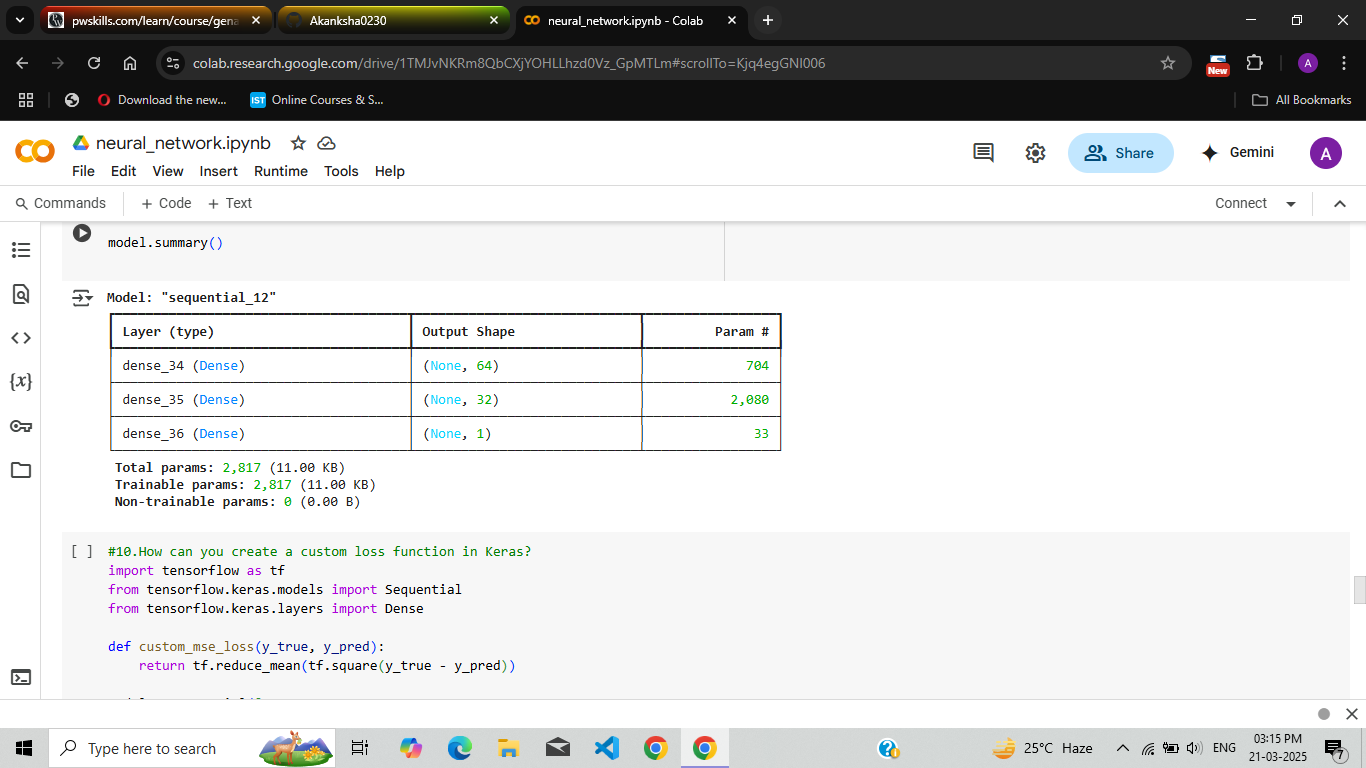 pwskills.com/learn/course/gena
Akanksha0230
neural_network.ipynb - Colab
colab.research.google.com/drive/1TMJvNKRm8QbCXjYOHLLhzd0Vz_GpMTLm#scrollTo=Kjq4egGNI006
New
A
Download the new...
IST Online Courses & S...
All Bookmarks
neural_network.ipynb
File Edit View Insert Runtime Tools Help
Share
Gemini
A
Commands + Code + Text
Connect
model.summary()
Model: "sequential_12"
Layer (type) Output Shape Param #
dense_34 (Dense) (None, 64) 704
dense_35 (Dense) (None, 32) 2,080
dense_36 (Dense) (None, 1) 33
Total params: 2,817 (11.00 KB)
Trainable params: 2,817 (11.00 KB)
Non-trainable params: 0 (0.00 B)
[ ] #10.How can you create a custom loss function in Keras?
import tensorflow as tf
from tensorflow.keras.models import Sequential
from tensorflow.keras.layers import Dense
def custom_mse_loss(y_true, y_pred):
return tf.reduce_mean(tf.square(y_true - y_pred))
Type here to search
25°C Haze
ENG
03:15 PM
21-03-2025
7